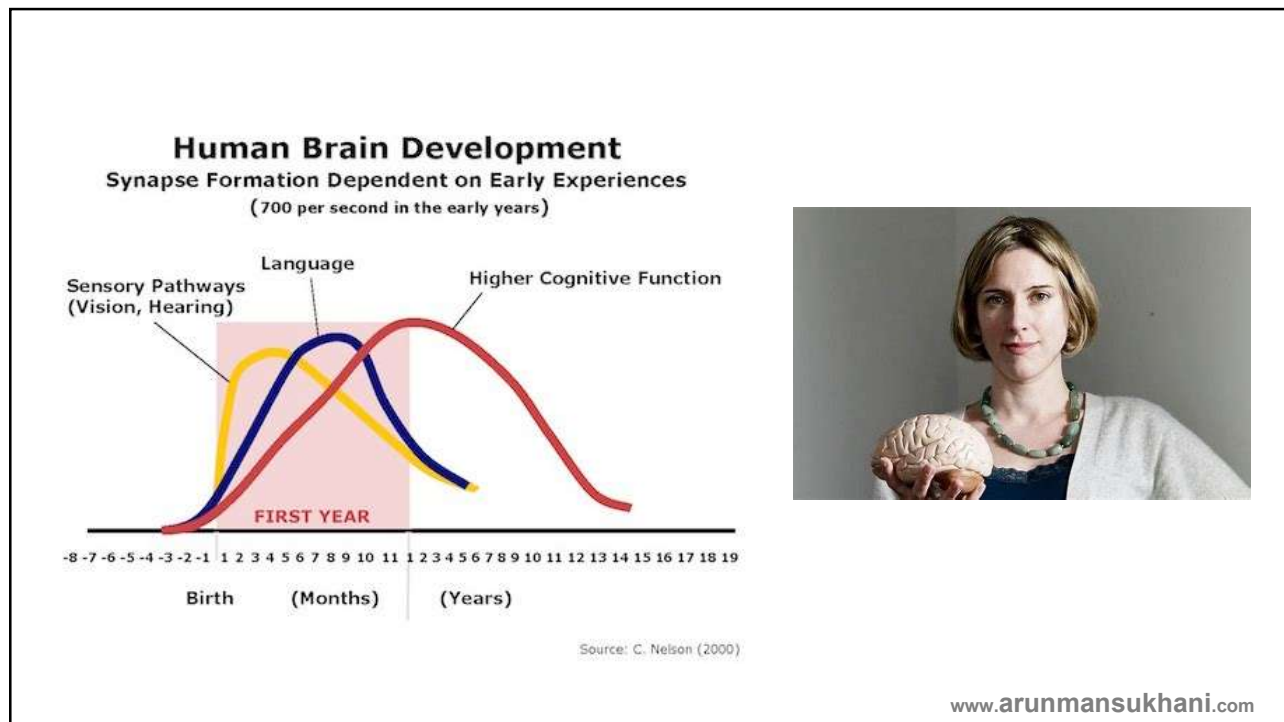 Human Brain Development
Synapse Formation Dependent on Early Experiences
(700 per second in the early years)
Language
Sensory Pathways
(Vision, Hearing)
Higher Cognitive Function
FIRST YEAR
-8 -7 -6 -5 -4 -3 -2 -1 1 2 3 4 5 6 7 8 9 10 11 1 2 3 4 5 6 7 8 9 10 11 12 13 14 15 16 17 18 19
Birth (Months) (Years)
Source: C. Nelson (2000)
www.arunmansukhani.com